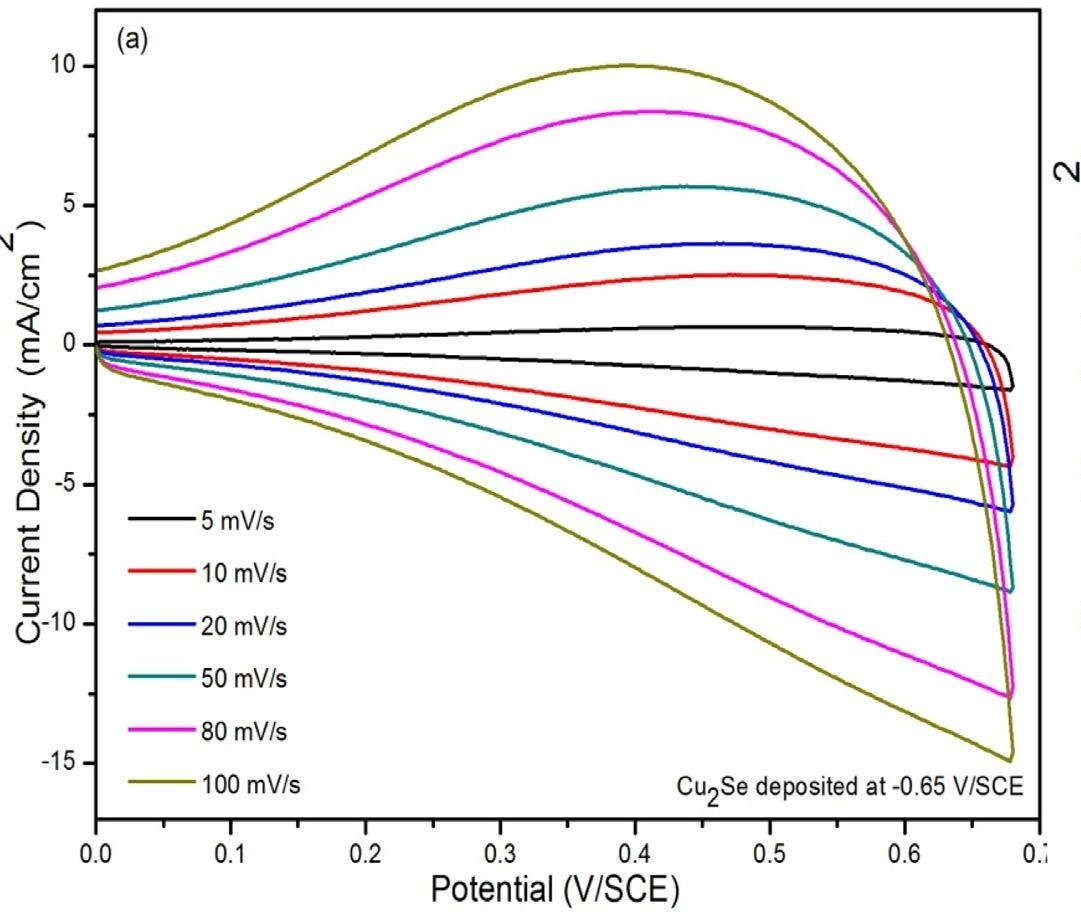 (a)
10
5
0
-5
-10
-15
Current Density (mA/cm2)
5 mV/s
10 mV/s
20 mV/s
50 mV/s
80 mV/s
100 mV/s
Cu2Se deposited at -0.65 V/SCE
0.0 0.1 0.2 0.3 0.4 0.5 0.6
Potential (V/SCE)
2